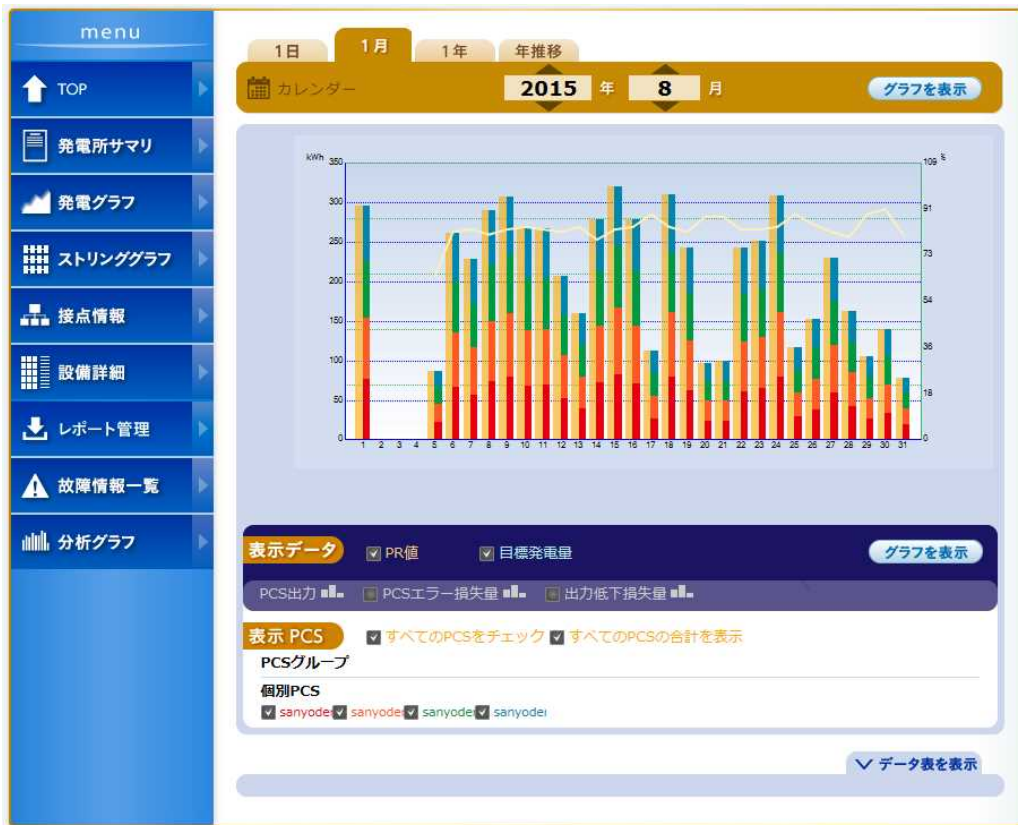 menu
TOP
発電所サマリ
発電グラフ
ストリンググラフ
接点情報
設備詳細
レポート管理
故障情報一覧
分析グラフ
1日 1月 1年 年推移
カレンダー 2015 年 8 月 グラフを表示
kWh %
350 109
300 91
250 73
200 54
150 36
100 18
50
0 0
1 2 3 4 5 6 7 8 9 10 11 12 13 14 15 16 17 18 19 20 21 22 23 24 25 26 27 28 29 30 31
表示データ PR値 目標発電量 グラフを表示
PCS出力 PCSエラー損失量 出力低下損失量
表示 PCS すべてのPCSをチェック すべてのPCSの合計を表示
PCSグループ
個別PCS
sanyoder sanyoder sanyoder sanyoder
データ表を表示